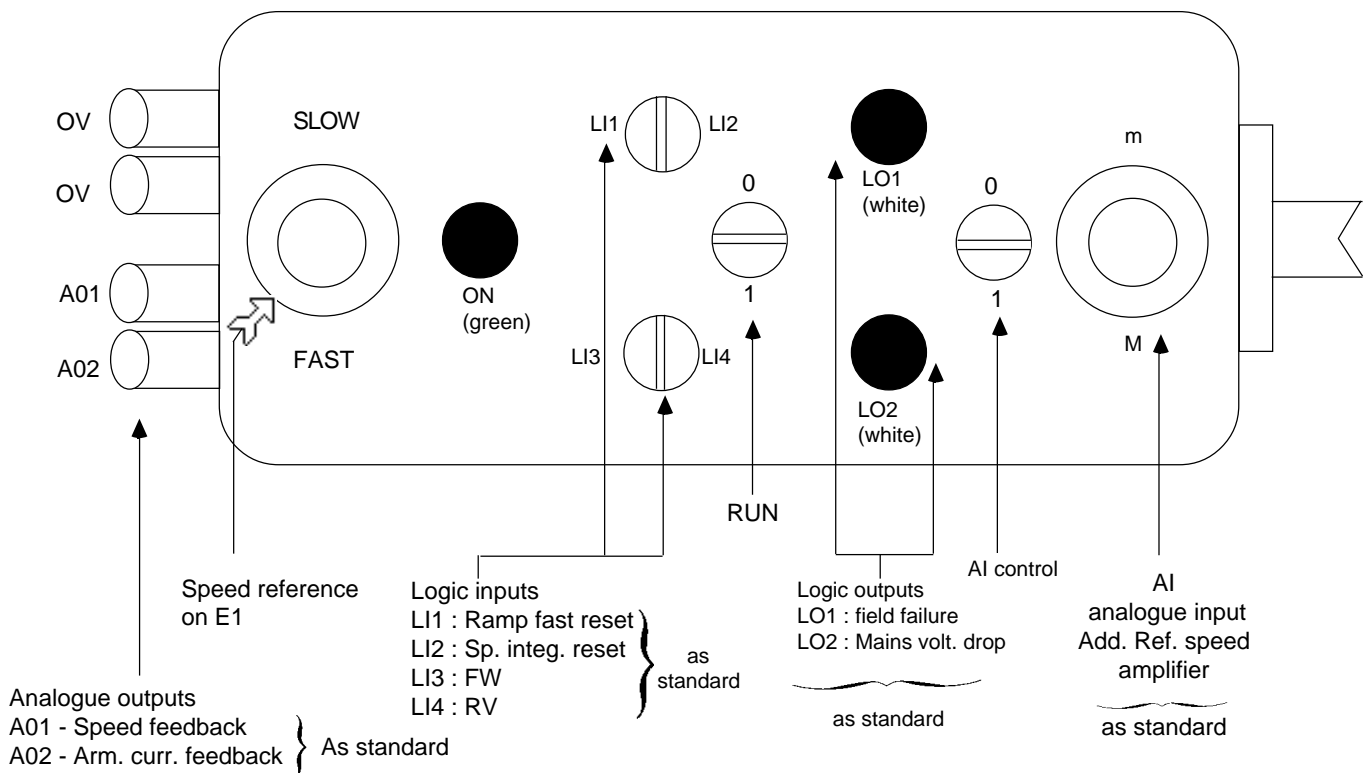 OV
OV
A01
A02
SLOW
FAST
ON
(green)
LI1
LI2
LI3
LI4
0
1
RUN
LO1
(white)
LO2
(white)
0
1
AI control
m
M
Speed reference
on E1
Logic inputs
LI1 : Ramp fast reset
LI2 : Sp. integ. reset
LI3 : FW
LI4 : RV
as
standard
Logic outputs
LO1 : field failure
LO2 : Mains volt. drop
as standard
AI
analogue input
Add. Ref. speed
amplifier
as standard
Analogue outputs
A01 - Speed feedback
A02 - Arm. curr. feedback
As standard